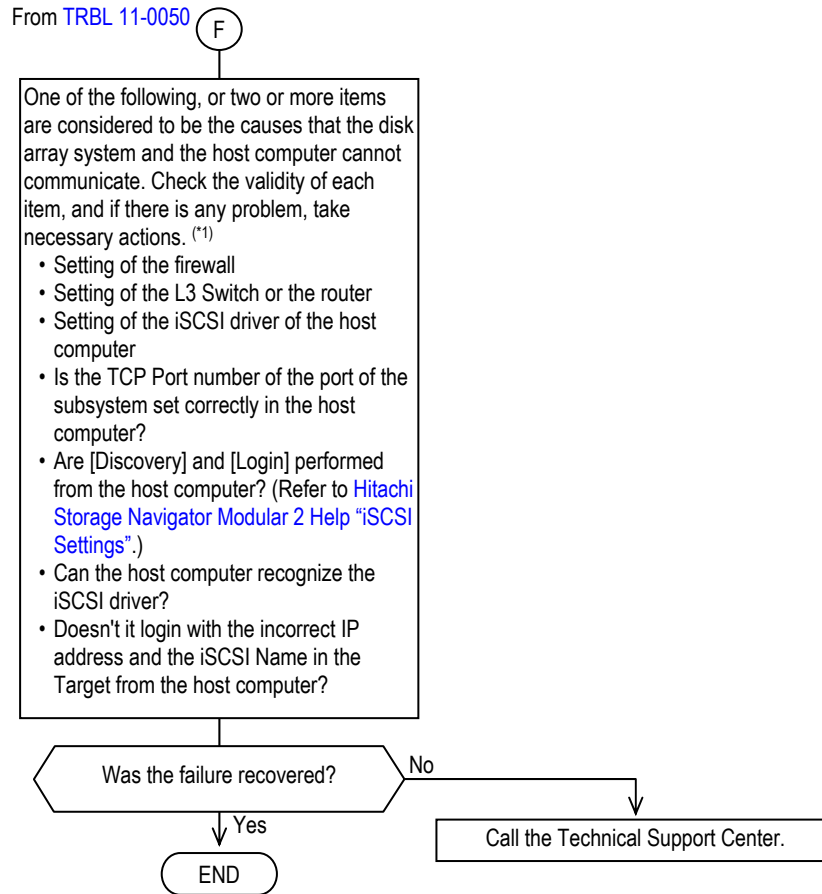 From TRBL 11-0050
F
One of the following, or two or more items
are considered to be the causes that the disk
array system and the host computer cannot
communicate. Check the validity of each
item, and if there is any problem, take
necessary actions. (*1)
• Setting of the firewall
• Setting of the L3 Switch or the router
• Setting of the iSCSI driver of the host
computer
• Is the TCP Port number of the port of the
subsystem set correctly in the host
computer?
• Are [Discovery] and [Login] performed
from the host computer? (Refer to Hitachi
Storage Navigator Modular 2 Help “iSCSI
Settings”.)
• Can the host computer recognize the
iSCSI driver?
• Doesn't it login with the incorrect IP
address and the iSCSI Name in the
Target from the host computer?
Was the failure recovered?
No
Yes
Call the Technical Support Center.
END